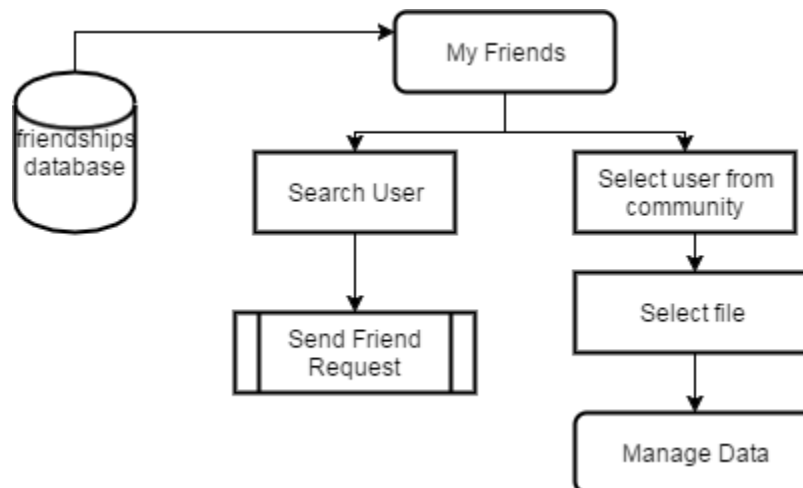 My Friends
friendships
database
Search User
Select user from
community
Send Friend
Request
Select file
Manage Data